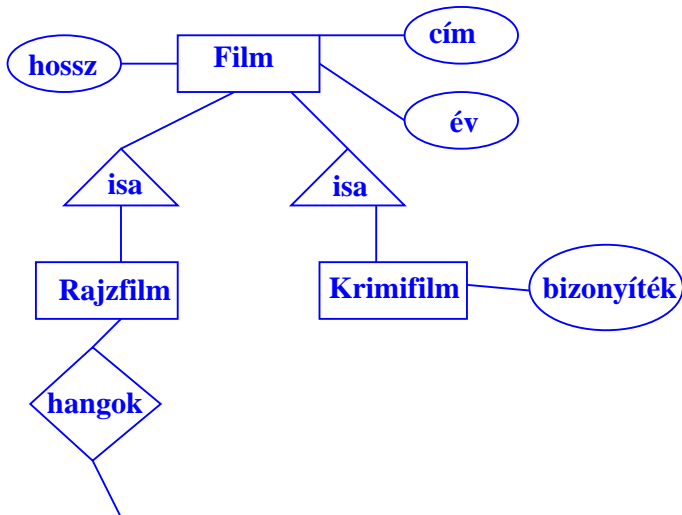 cím
Film
hossz
év
isa
isa
Rajzfilm
Krimifilm
bizonyíték
hangok